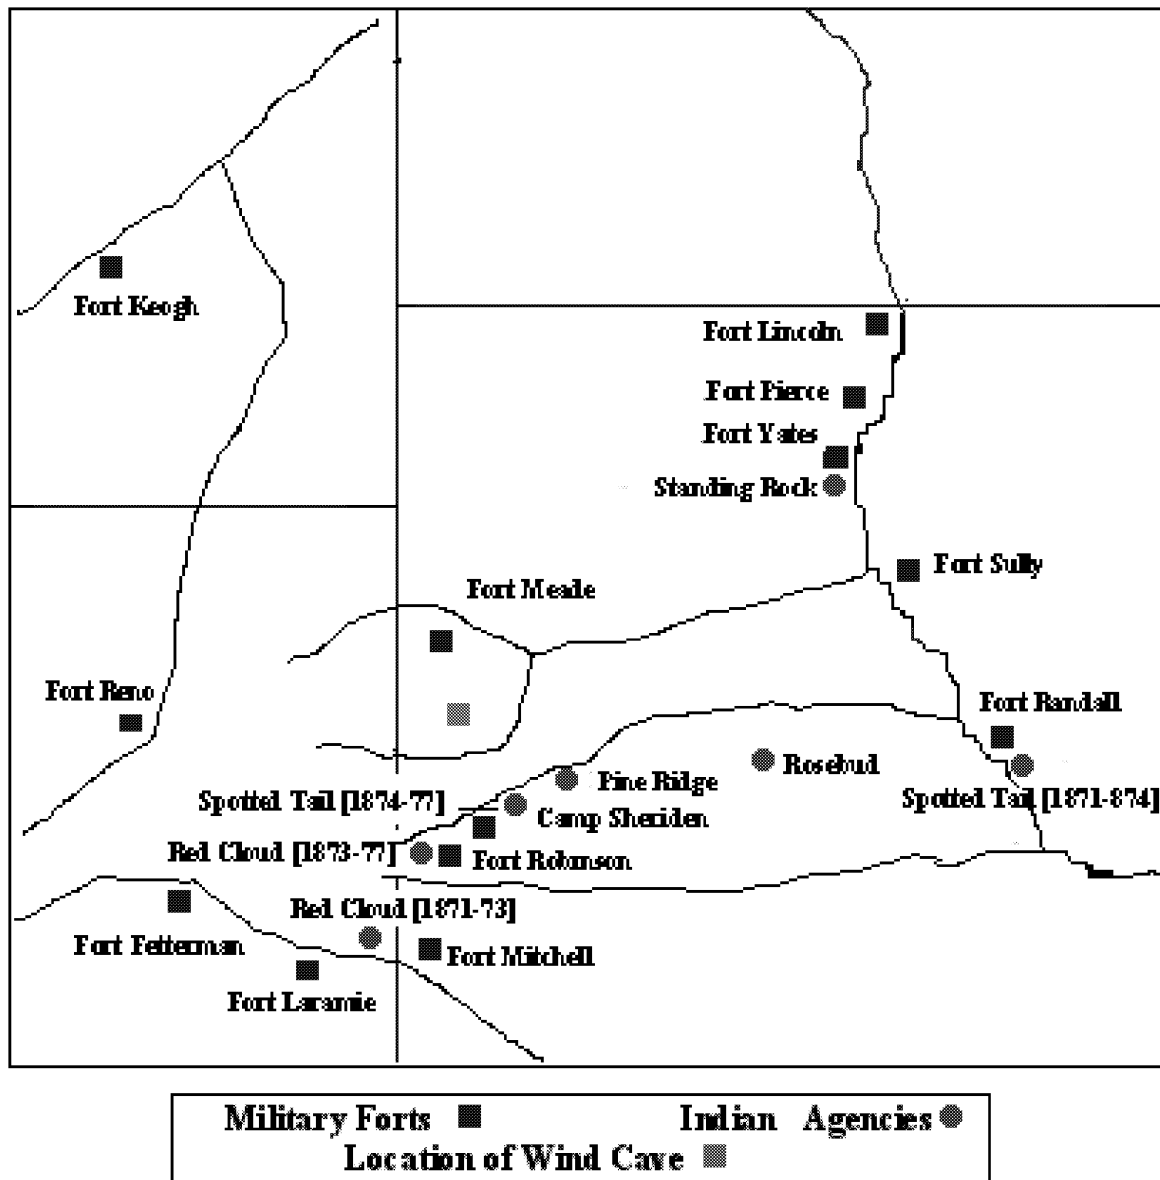 Fort Keogh
Fort Lincoln
Fort Pierce
Fort Yates
Standing Rock
Fort Sully
Fort Meade
Fort Reno
Fort Randall
Rosebud
Pine Ridge
Spotted Tail [1874-77]
Camp Sheriden
Spotted Tail [1871-874]
Red Cloud [1873-77]
Fort Robinson
Red Cloud [1871-73]
Fort Fetterman
Fort Mitchell
Fort Laramie
Military Forts
Indian Agencies
Location of Wind Cave